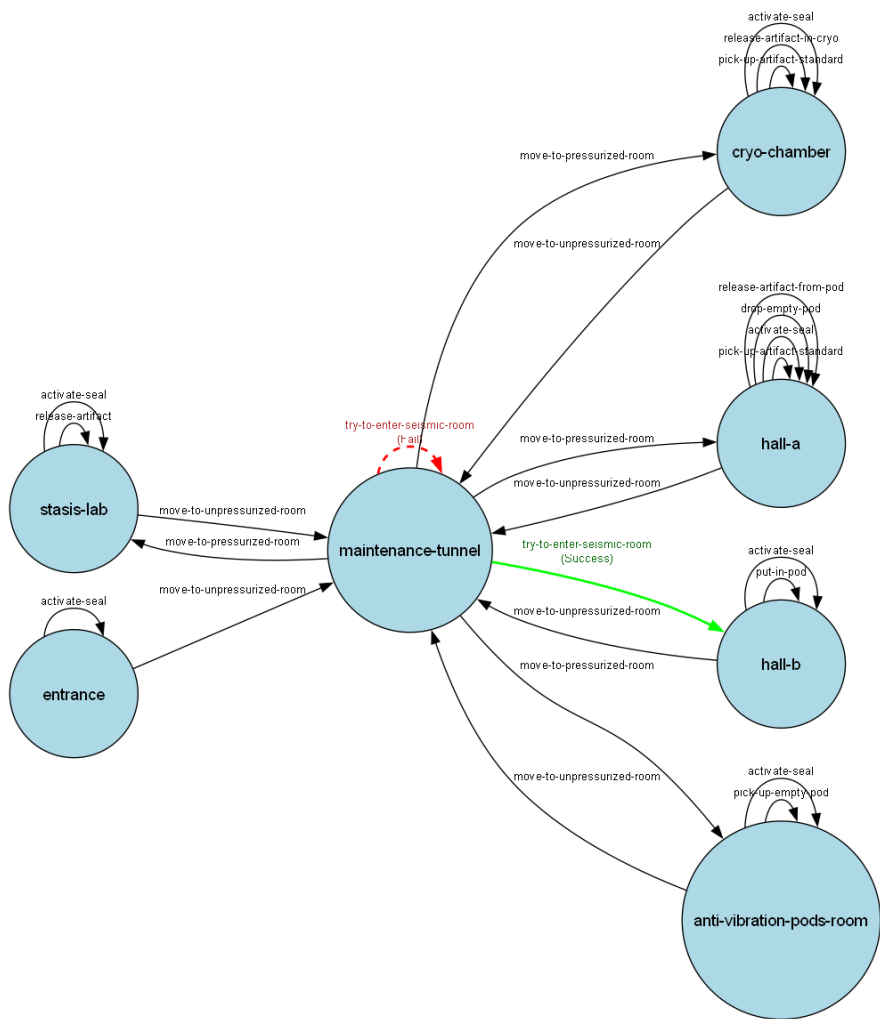 activate-seal
release-artifact-in-cryo
pick-up-artifact-standard
cryo-chamber
move-to-pressurized-room
move-to-unpressurized-room
release-artifact-from-pod
drop-empty-pod
activate-seal
pick-up-artifact-standard
hall-a
activate-seal
release-artifact
stasis-lab
try-to-enter-seismic-room
(Fail)
move-to-pressurized-room
move-to-unpressurized-room
maintenance-tunnel
move-to-unpressurized-room
move-to-pressurized-room
try-to-enter-seismic-room
(Success)
activate-seal
put-in-pod
hall-b
move-to-unpressurized-room
activate-seal
entrance
move-to-unpressurized-room
move-to-pressurized-room
move-to-unpressurized-room
activate-seal
pick-up-empty-pod
anti-vibration-pods-room